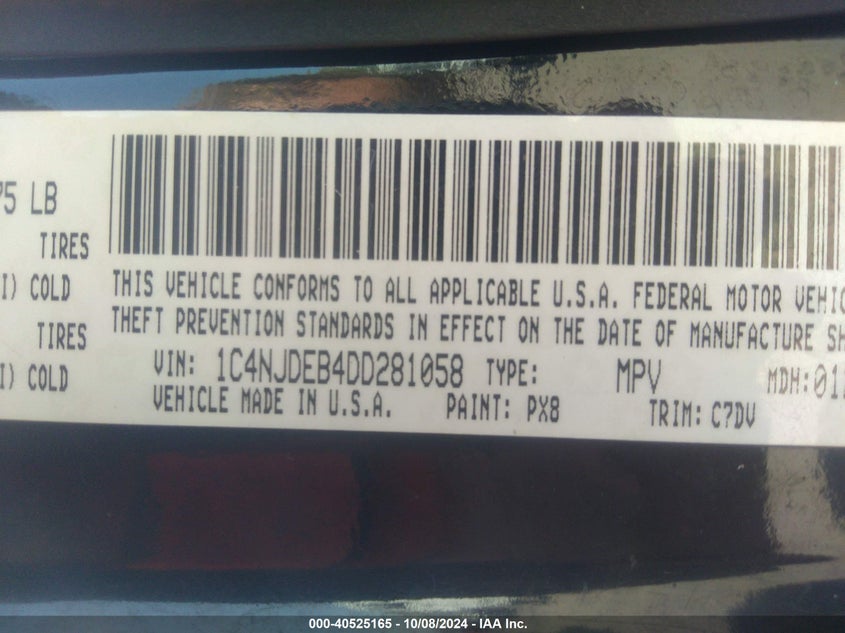 75 LB
TIRES
I) COLD
TIRES
I) COLD
THIS VEHICLE CONFORMS TO ALL APPLICABLE U.S.A. FEDERAL MOTOR VEHIC
THEFT PREVENTION STANDARDS IN EFFECT ON THE DATE OF MANUFACTURE SH
VIN: 1C4NJDEB4DD281058 TYPE: MPV MDH:01
VEHICLE MADE IN U.S.A. PAINT: PX8 TRIM: C7DV
000-40525165 - 10/08/2024 - IAA Inc.